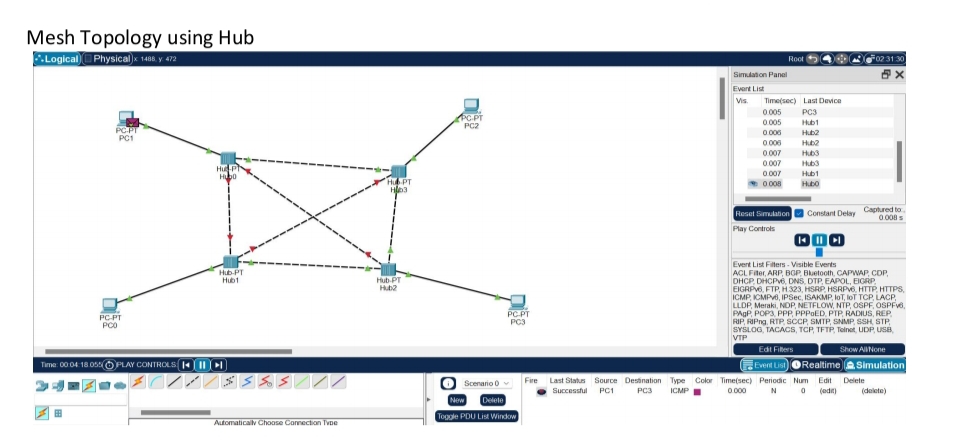 Mesh Topology using Hub
Logical Physical x: 1488, y: 472 Root 02:31:30
PC-PT
PC1
PC-PT
PC2
Hub-PT
Hub0
Hub-PT
Hub3
Hub-PT
Hub1
Hub-PT
Hub2
PC-PT
PC0
PC-PT
PC3
Simulation Panel
Event List
Vis. Time(sec) Last Device
0.005 PC3
0.005 Hub1
0.006 Hub2
0.006 Hub2
0.007 Hub3
0.007 Hub3
0.007 Hub1
0.008 Hub0
Reset Simulation Constant Delay Captured to:
0.008 s
Play Controls
Event List Filters - Visible Events
ACL Filter, ARP, BGP, Bluetooth, CAPWAP, CDP,
DHCP, DHCPv6, DNS, DTP, EAPOL, EIGRP,
EIGRPv6, FTP, H.323, HSRP, HSRPv6, HTTP, HTTPS,
ICMP, ICMPv6, IPSec, ISAKMP, IoT, IoT TCP, LACP,
LLDP, Meraki, NDP, NETFLOW, NTP, OSPF, OSPFv6,
PAgP, POP3, PPP, PPPoED, PTP, RADIUS, REP,
RIP, RIPng, RTP, SCCP, SMTP, SNMP, SSH, STP,
SYSLOG, TACACS, TCP, TFTP, Telnet, UDP, USB,
VTP
Edit Filters Show All/None
Time: 00:04:18.055 PLAY CONTROLS: Event List Realtime Simulation
Scenario 0
New Delete
Toggle PDU List Window
Fire Last Status Source Destination Type Color Time(sec) Periodic Num Edit Delete
Successful PC1 PC3 ICMP 0.000 N 0 (edit) (delete)
Automatically Choose Connection Type